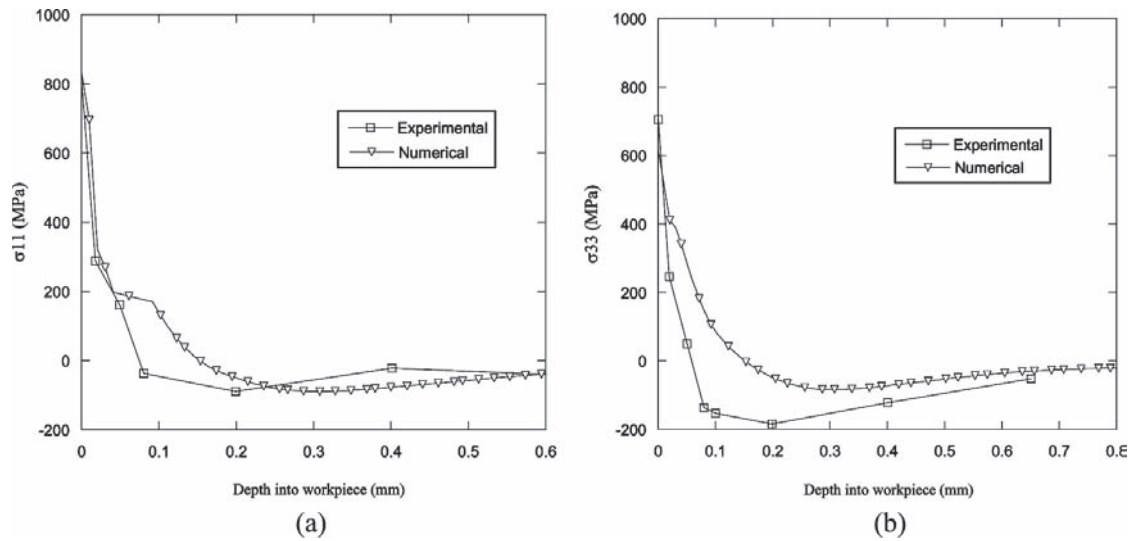 1000
800
600
400
200
0
-200
σ11 (MPa)
Experimental
Numerical
0 0.1 0.2 0.3 0.4 0.5 0.6
Depth into workpiece (mm)
(a)
1000
800
600
400
200
0
-200
σ33 (MPa)
Experimental
Numerical
0 0.1 0.2 0.3 0.4 0.5 0.6 0.7 0.8
Depth into workpiece (mm)
(b)